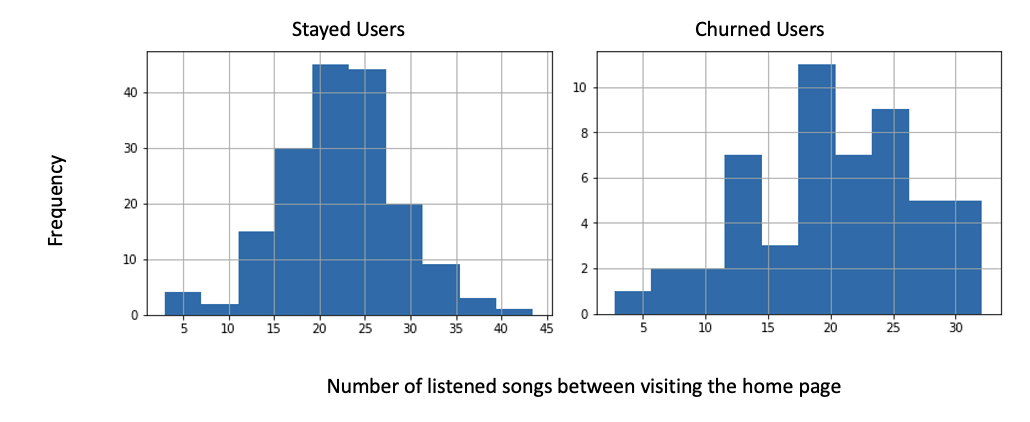 Stayed Users
Churned Users
Frequency
40
30
20
10
0
5 10 15 20 25 30 35 40 45
10
8
6
4
2
0
5 10 15 20 25 30
Number of listened songs between visiting the home page